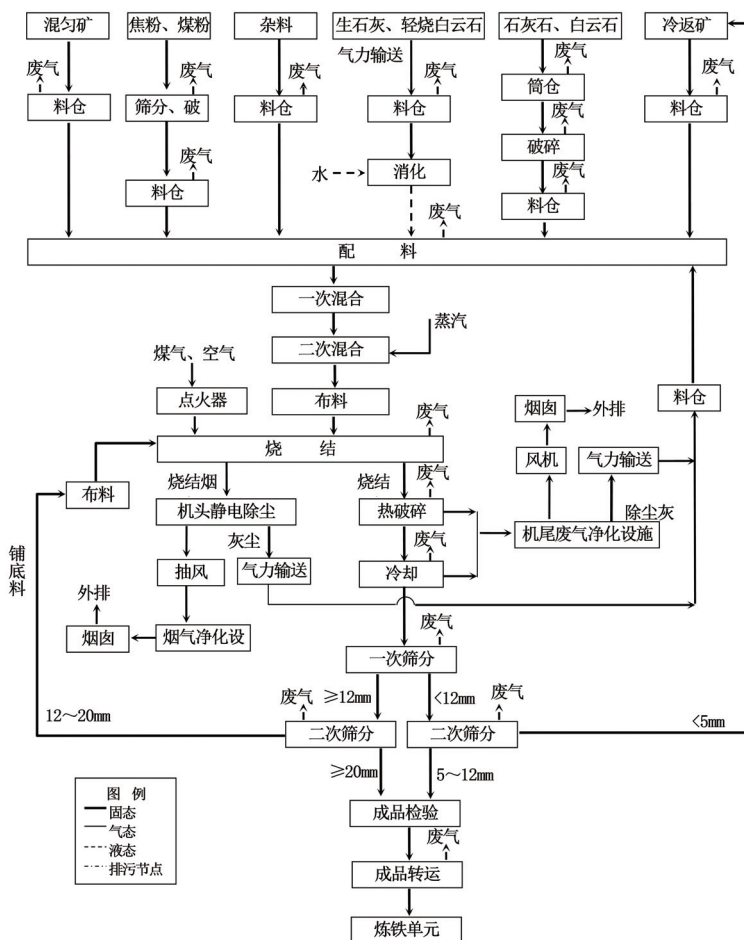 混匀矿
焦粉、煤粉
杂料
生石灰、轻烧白云石
石灰石、白云石
冷返矿
气力输送
废气
废气
废气
废气
废气
废气
料仓
筛分、破
料仓
料仓
筒仓
料仓
废气
破碎
废气
废气
料仓
水
消化
料仓
废气
配 料
一次混合
蒸汽
二次混合
煤气、空气
点火器
布料
废气
烟囱
外排
料仓
烧 结
风机
气力输送
布料
烧结烟
烧结
废气
机头静电除尘
热破碎
除尘灰
机尾废气净化设施
灰尘
废气
铺底料
抽风
气力输送
冷却
外排
烟囱
烟气净化设
废气
一次筛分
≥12mm
<12mm
废气
废气
12～20mm
二次筛分
二次筛分
<5mm
≥20mm
5～12mm
图 例
固态
气态
液态
排污节点
成品检验
废气
成品转运
炼铁单元